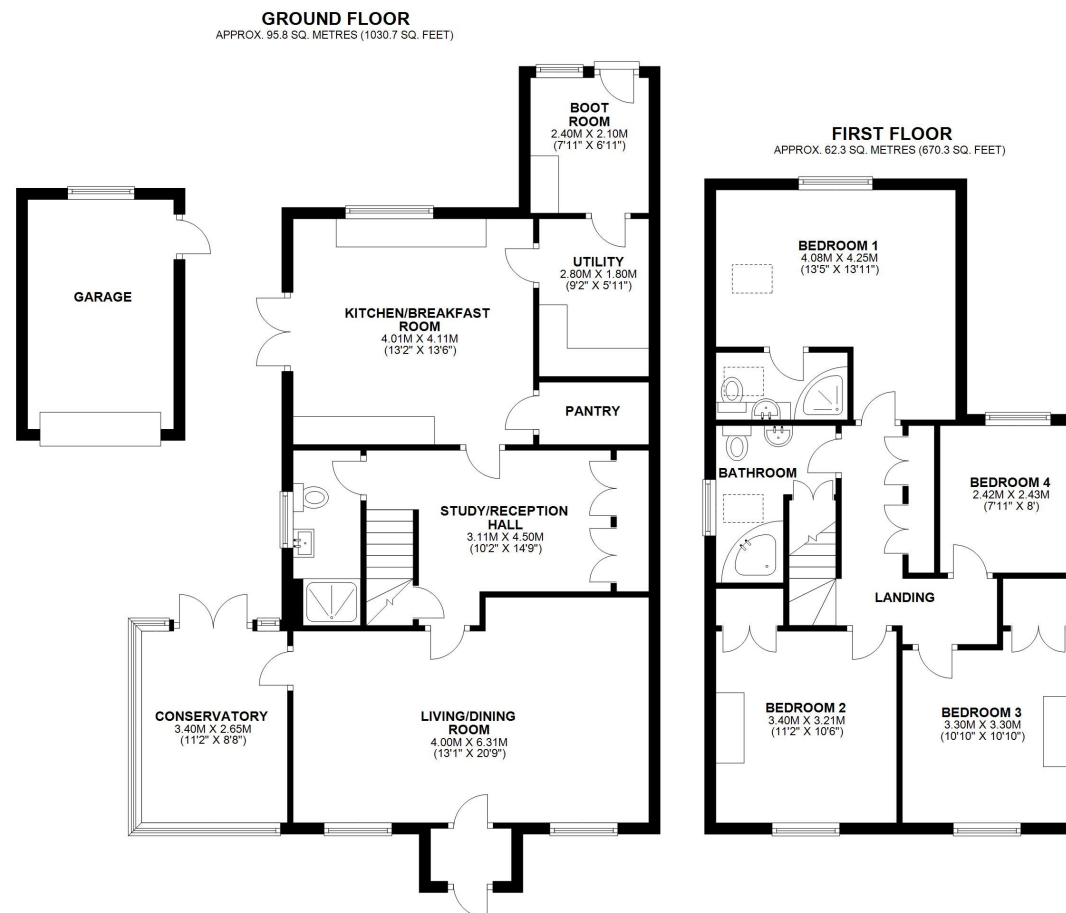 GROUND FLOOR
APPROX. 95.8 SQ. METRES (1030.7 SQ. FEET)
BOOT
ROOM
2.40M X 2.10M
(7'11" X 6'11")
GARAGE
UTILITY
2.80M X 1.80M
(9'2" X 5'11")
KITCHEN/BREAKFAST
ROOM
4.01M X 4.11M
(13'2" X 13'6")
PANTRY
STUDY/RECEPTION
HALL
3.11M X 4.50M
(10'2" X 14'9")
CONSERVATORY
3.40M X 2.65M
(11'2" X 8'8")
LIVING/DINING
ROOM
4.00M X 6.31M
(13'1" X 20'9")
FIRST FLOOR
APPROX. 62.3 SQ. METRES (670.3 SQ. FEET)
BEDROOM 1
4.08M X 4.25M
(13'5" X 13'11")
BATHROOM
BEDROOM 4
2.42M X 2.43M
(7'11" X 8')
LANDING
BEDROOM 2
3.40M X 3.21M
(11'2" X 10'6")
BEDROOM 3
3.30M X 3.30M
(10'10" X 10'10")